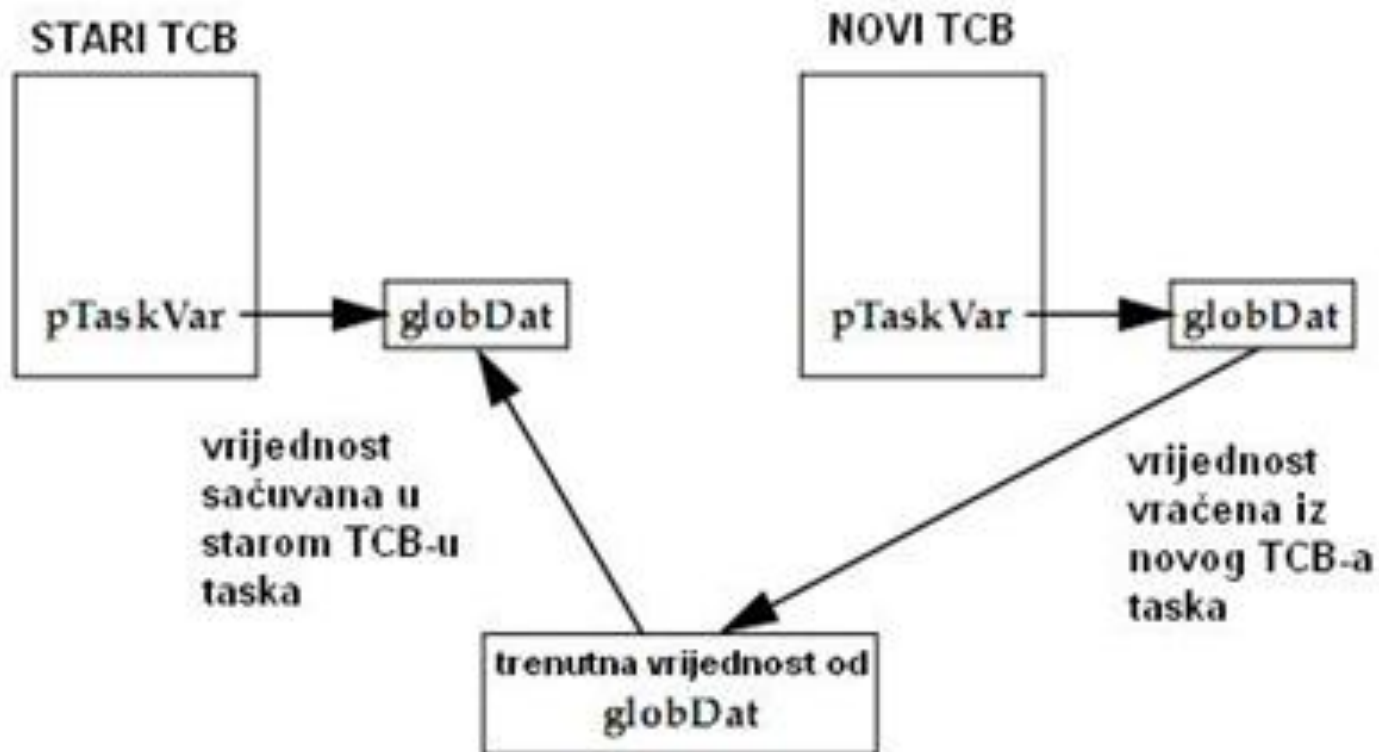 STARI TCB
NOVI TCB
pTaskVar
globDat
pTaskVar
globDat
vrijednost
sačuvana u
starom TCB-u
taska
vrijednost
vraćena iz
novog TCB-a
taska
trenutna vrijednost od
globDat